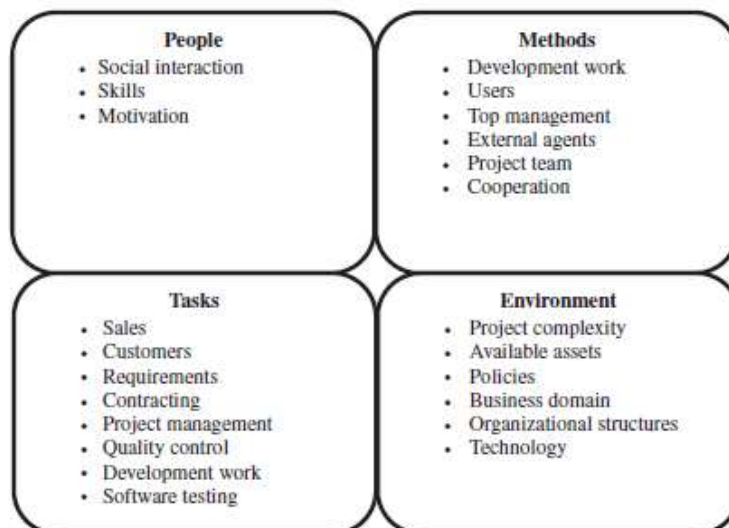 People
• Social interaction
• Skills
• Motivation
Methods
• Development work
• Users
• Top management
• External agents
• Project team
• Cooperation
Tasks
• Sales
• Customers
• Requirements
• Contracting
• Project management
• Quality control
• Development work
• Software testing
Environment
• Project complexity
• Available assets
• Policies
• Business domain
• Organizational structures
• Technology